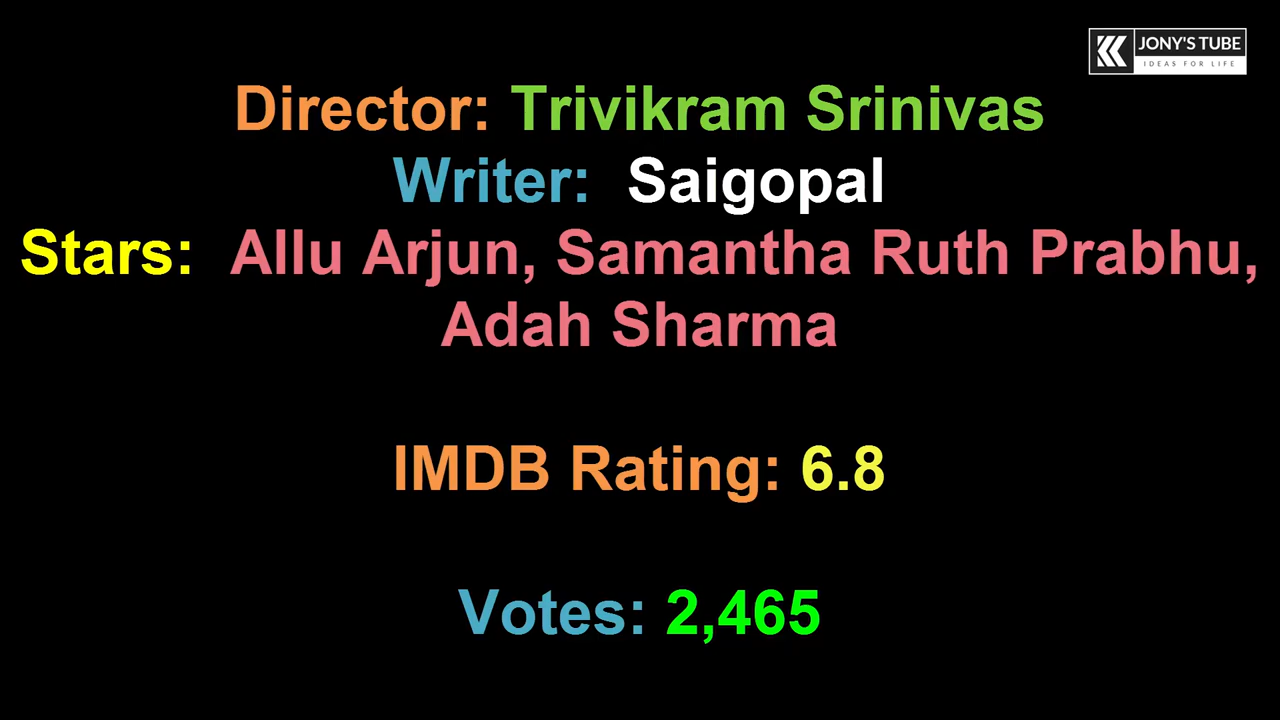 JONY'S TUBE
IDEAS FOR LIFE
Director: Trivikram Srinivas
Writer: Saigopal
Stars: Allu Arjun, Samantha Ruth Prabhu,
Adah Sharma
IMDB Rating: 6.8
Votes: 2,465